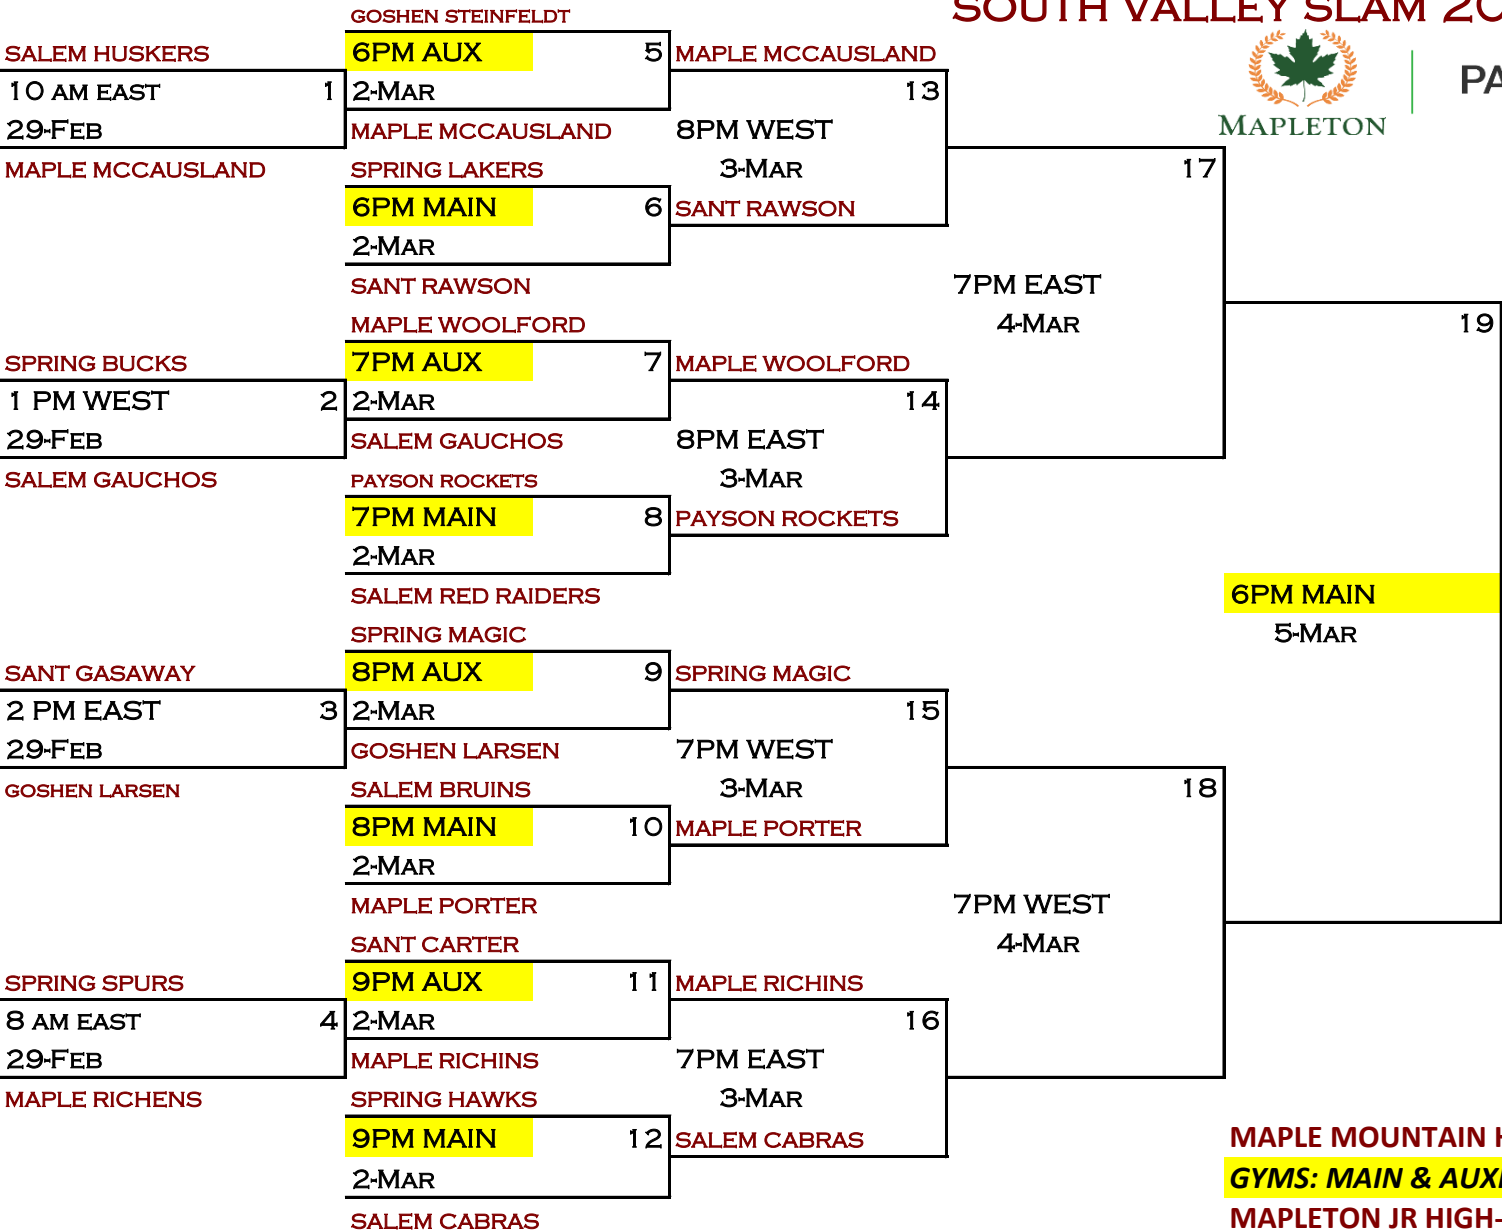 SOUTH VALLEY SLAM 20
MAPLETON
PA
GOSHEN STEINFELDT
SALEM HUSKERS
6PM AUX
5
MAPLE MCCAUSLAND
10 AM EAST
1
2-MAR
13
29-FEB
MAPLE MCCAUSLAND
8PM WEST
MAPLE MCCAUSLAND
SPRING LAKERS
3-MAR
17
6PM MAIN
6
SANT RAWSON
2-MAR
SANT RAWSON
7PM EAST
MAPLE WOOLFORD
4-MAR
19
SPRING BUCKS
7PM AUX
7
MAPLE WOOLFORD
1 PM WEST
2
2-MAR
14
29-FEB
SALEM GAUCHOS
8PM EAST
SALEM GAUCHOS
PAYSON ROCKETS
3-MAR
7PM MAIN
8
PAYSON ROCKETS
2-MAR
SALEM RED RAIDERS
6PM MAIN
SPRING MAGIC
5-MAR
SANT GASAWAY
8PM AUX
9
SPRING MAGIC
2 PM EAST
3
2-MAR
15
29-FEB
GOSHEN LARSEN
7PM WEST
GOSHEN LARSEN
SALEM BRUINS
3-MAR
18
8PM MAIN
10
MAPLE PORTER
2-MAR
MAPLE PORTER
7PM WEST
SANT CARTER
4-MAR
SPRING SPURS
9PM AUX
11
MAPLE RICHINS
8 AM EAST
4
2-MAR
16
29-FEB
MAPLE RICHINS
7PM EAST
MAPLE RICHENS
SPRING HAWKS
3-MAR
9PM MAIN
12
SALEM CABRAS
2-MAR
SALEM CABRAS
MAPLE MOUNTAIN H
GYMS: MAIN & AUX
MAPLETON JR HIGH-